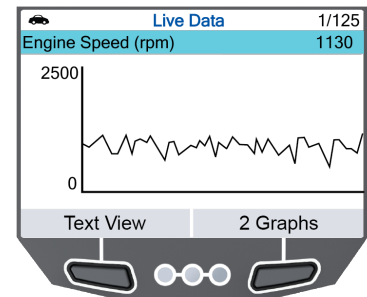 Live Data 1/125
Engine Speed (rpm) 1130
2500
0
Text View 2 Graphs